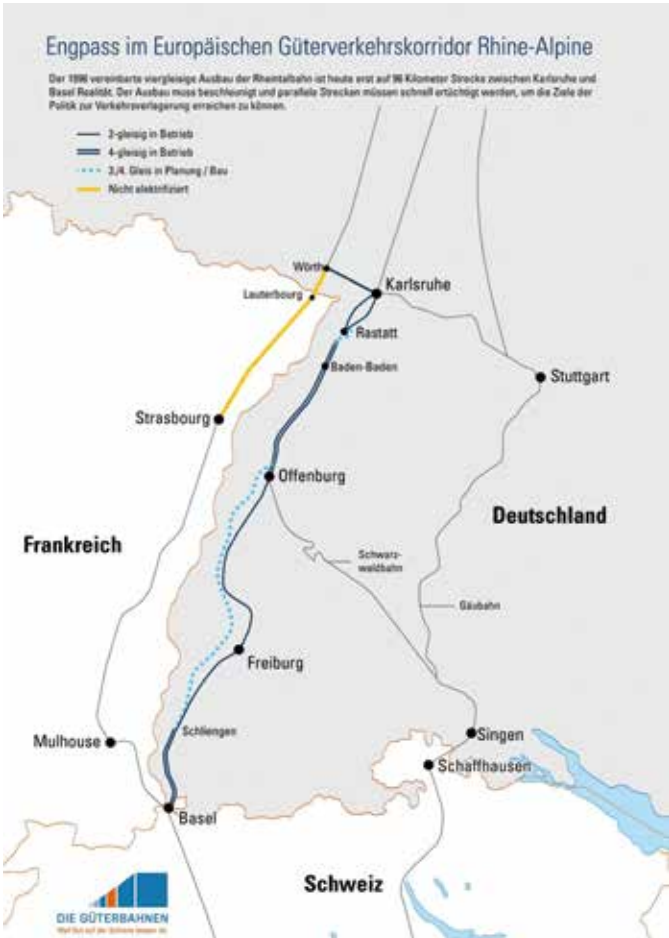 Engpass im Europäischen Güterverkehrskorridor Rhine-Alpine
Der 1996 vereinbarte viergleisige Ausbau der Rheintalbahn ist heute erst auf 96 Kilometer Strecke zwischen Karlsruhe und
Basel Realität. Der Ausbau muss beschleunigt und parallele Strecken müssen schnell ertüchtigt werden, um die Ziele der
Politik zur Verkehrsverlagerung erreichen zu können.
2-gleisig in Betrieb
4-gleisig in Betrieb
3./4. Gleis in Planung / Bau
Nicht elektrifiziert
Wörth
Karlsruhe
Lauterbourg
Rastatt
Baden-Baden
Stuttgart
Strasbourg
Offenburg
Deutschland
Frankreich
Schwarz-
waldbahn
Gäubahn
Freiburg
Schliengen
Singen
Mulhouse
Schaffhausen
Basel
Schweiz
DIE GÜTERBAHNEN